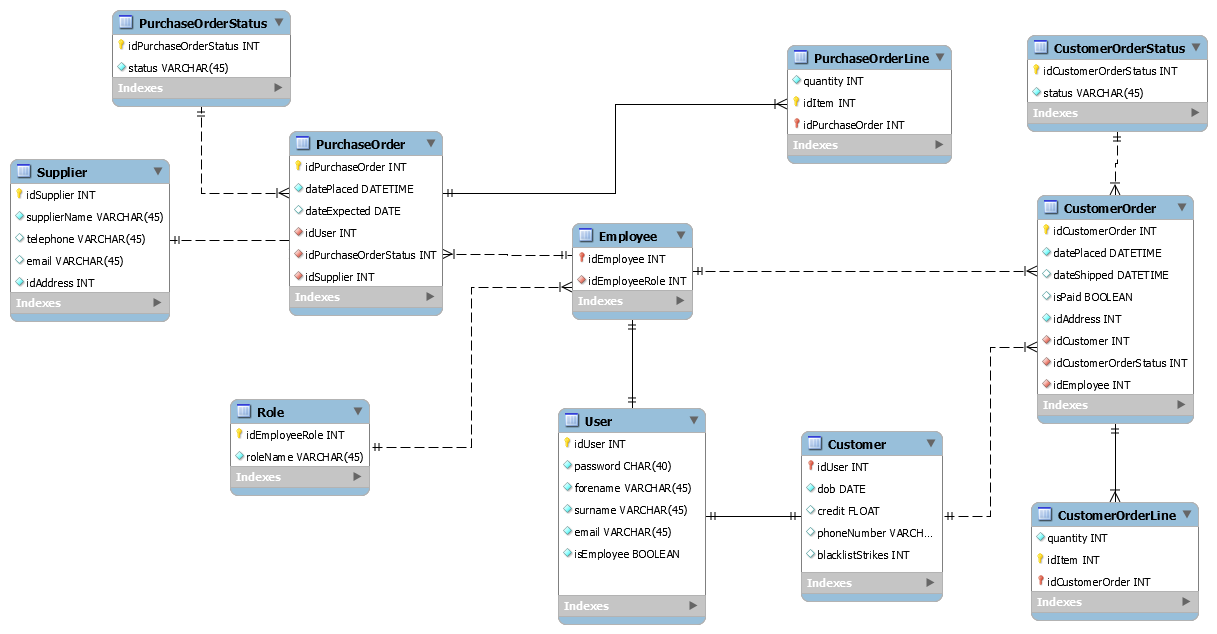 PurchaseOrderStatus
idPurchaseOrderStatus INT
status VARCHAR(45)
Indexes
PurchaseOrderLine
quantity INT
idItem INT
idPurchaseOrder INT
Indexes
CustomerOrderStatus
idCustomerOrderStatus INT
status VARCHAR(45)
Indexes
Supplier
idSupplier INT
supplierName VARCHAR(45)
telephone VARCHAR(45)
email VARCHAR(45)
idAddress INT
Indexes
PurchaseOrder
idPurchaseOrder INT
datePlaced DATETIME
dateExpected DATE
idUser INT
idPurchaseOrderStatus INT
idSupplier INT
Indexes
Employee
idEmployee INT
idEmployeeRole INT
Indexes
CustomerOrder
idCustomerOrder INT
datePlaced DATETIME
dateShipped DATETIME
isPaid BOOLEAN
idAddress INT
idCustomer INT
idCustomerOrderStatus INT
idEmployee INT
Indexes
Role
idEmployeeRole INT
roleName VARCHAR(45)
Indexes
User
idUser INT
password CHAR(40)
forename VARCHAR(45)
surname VARCHAR(45)
email VARCHAR(45)
isEmployee BOOLEAN
Indexes
Customer
idUser INT
dob DATE
credit FLOAT
phoneNumber VARCH...
blacklistStrikes INT
Indexes
CustomerOrderLine
quantity INT
idItem INT
idCustomerOrder INT
Indexes